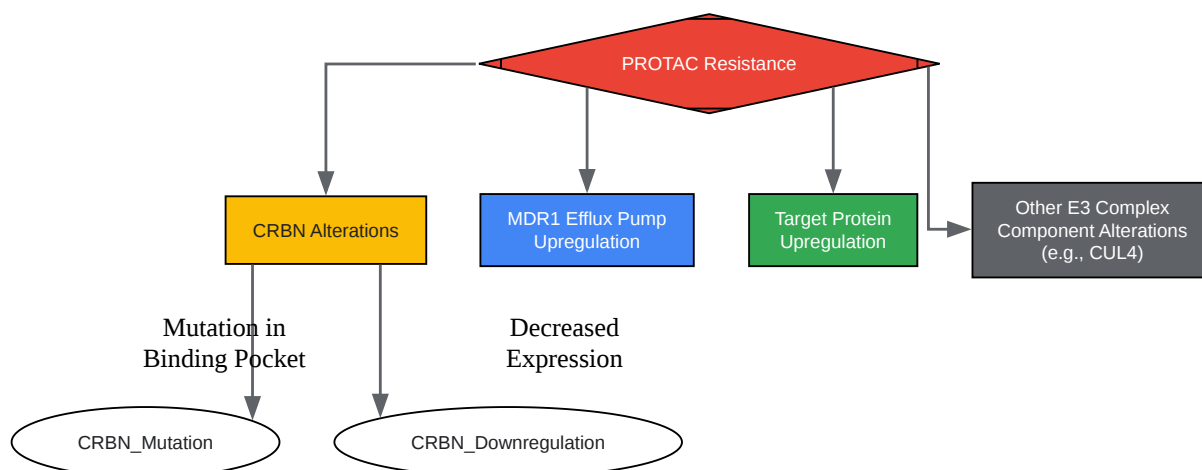 PROTAC Resistance
CRBN Alterations
MDR1 Efflux Pump
Upregulation
Target Protein
Upregulation
Other E3 Complex
Component Alterations
(e.g., CUL4)
Mutation in
Binding Pocket
Decreased
Expression
CRBN_Mutation
CRBN_Downregulation